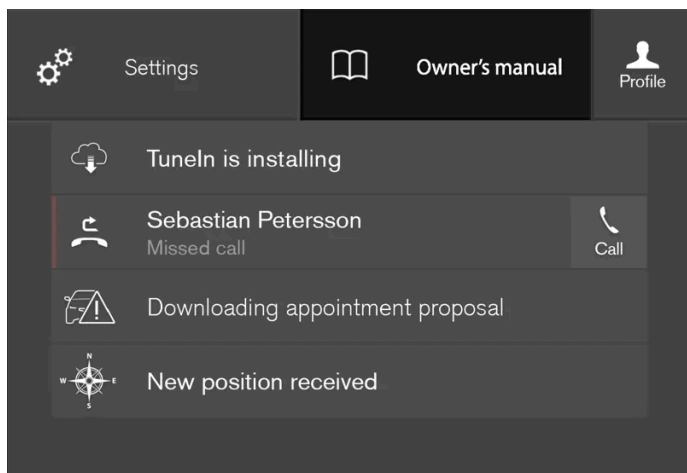 Settings
Owner's manual
Profile
TuneIn is installing
Sebastian Petersson
Missed call
Call
Downloading appointment proposal
N
W E
S
New position received